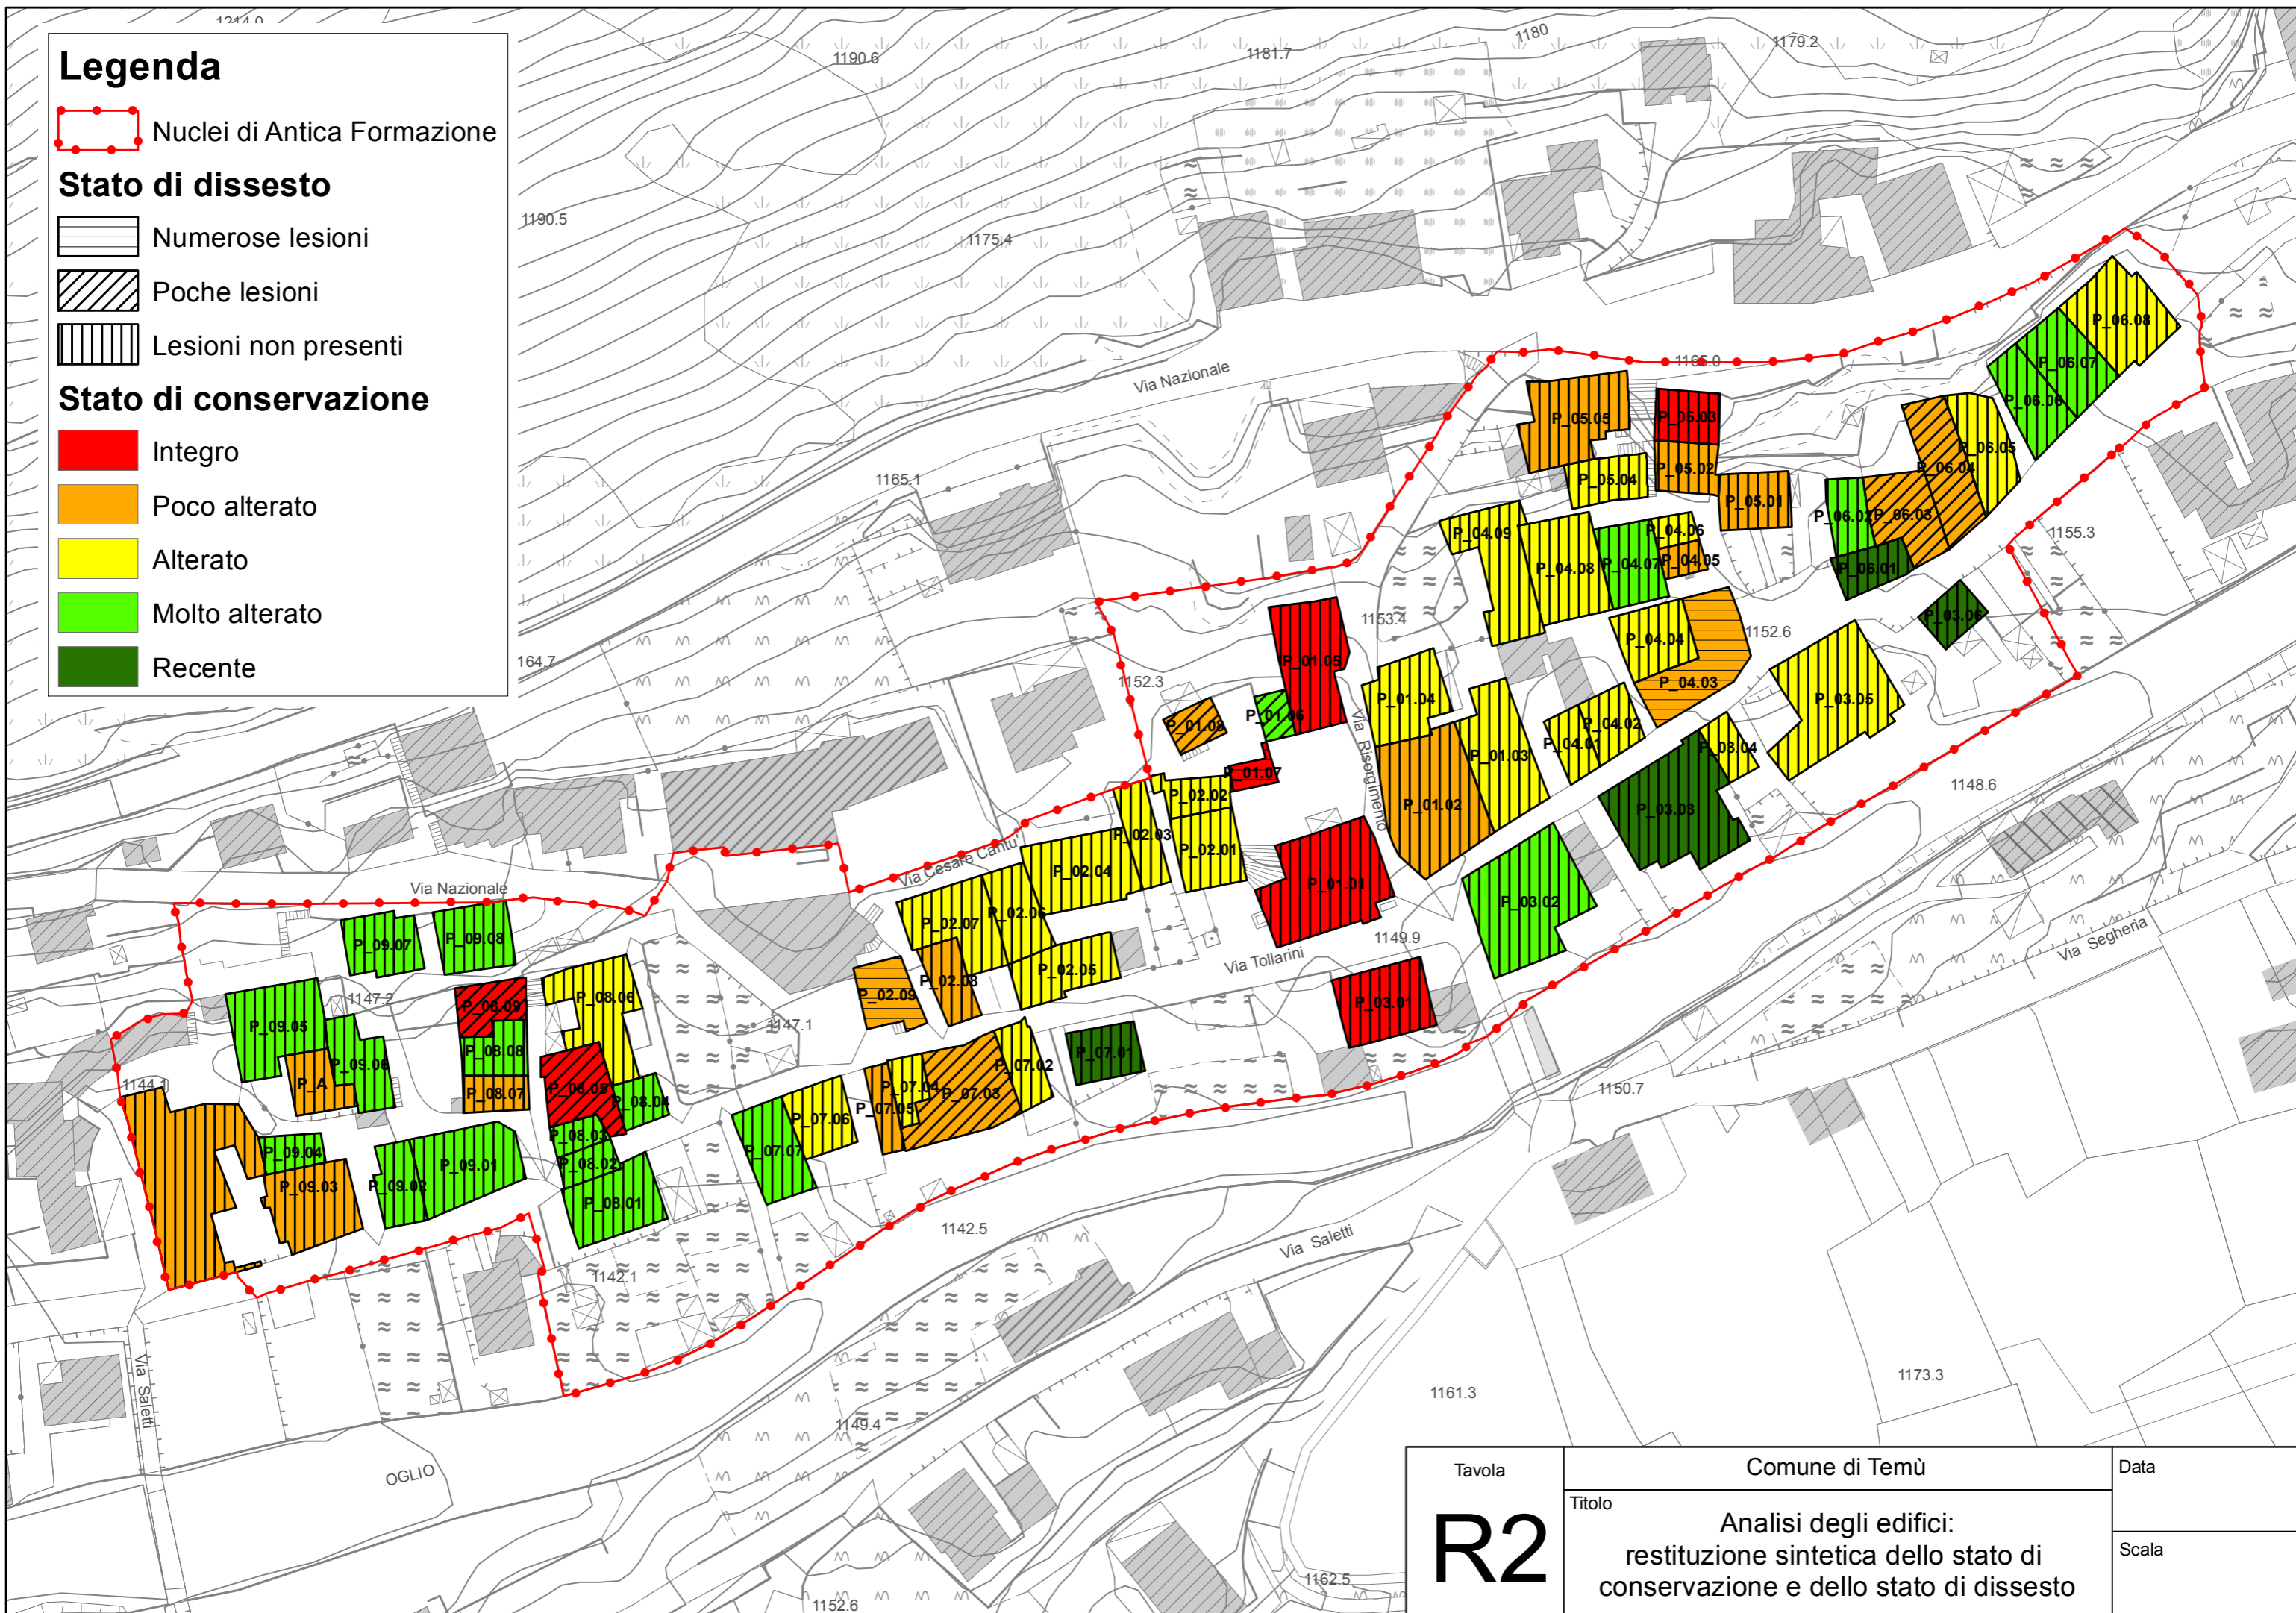 Legenda
Nuclei di Antica Formazione
Stato di dissesto
Numerose lesioni
Poche lesioni
Lesioni non presenti
Stato di conservazione
Integro
Poco alterato
Alterato
Molto alterato
Recente
1214.0
1190.6
1181.7
1180
1179.2
1190.5
1175.4
Via Nazionale
1165.0
1165.1
164.7
1152.3
1153.4
1152.6
1155.3
1148.6
Via Risorgimento
Via Cesare Cantu'
Via Nazionale
Via Tollarini
1149.9
Via Segheria
1147.2
1147.1
1144.1
1150.7
1142.5
1142.1
Via Saletti
Via Saletti
OGLIO
1149.4
1161.3
1173.3
1162.5
1152.6
P_06.08
P_06.07
P_06.06
P_06.05
P_06.04
P_06.03
P_06.02
P_06.01
P_05.05
P_05.03
P_05.02
P_05.04
P_05.01
P_04.09
P_04.08
P_04.07
P_04.06
P_04.05
P_04.04
P_04.03
P_04.02
P_04.01
P_03.06
P_03.05
P_03.04
P_03.03
P_03.02
P_03.01
P_01.05
P_01.06
P_01.08
P_01.07
P_01.04
P_01.03
P_01.02
P_01.01
P_02.02
P_02.03
P_02.01
P_02.04
P_02.06
P_02.07
P_02.05
P_02.08
P_02.09
P_07.01
P_07.02
P_07.03
P_07.04
P_07.05
P_07.06
P_07.07
P_08.06
P_08.09
P_08.08
P_08.07
P_08.05
P_08.04
P_08.03
P_08.02
P_08.01
P_09.07
P_09.08
P_09.05
P_09.06
P_A
P_09.04
P_09.03
P_09.02
P_09.01
Tavola
R2
Comune di Temù
Titolo
Analisi degli edifici:
restituzione sintetica dello stato di
conservazione e dello stato di dissesto
Data
Scala